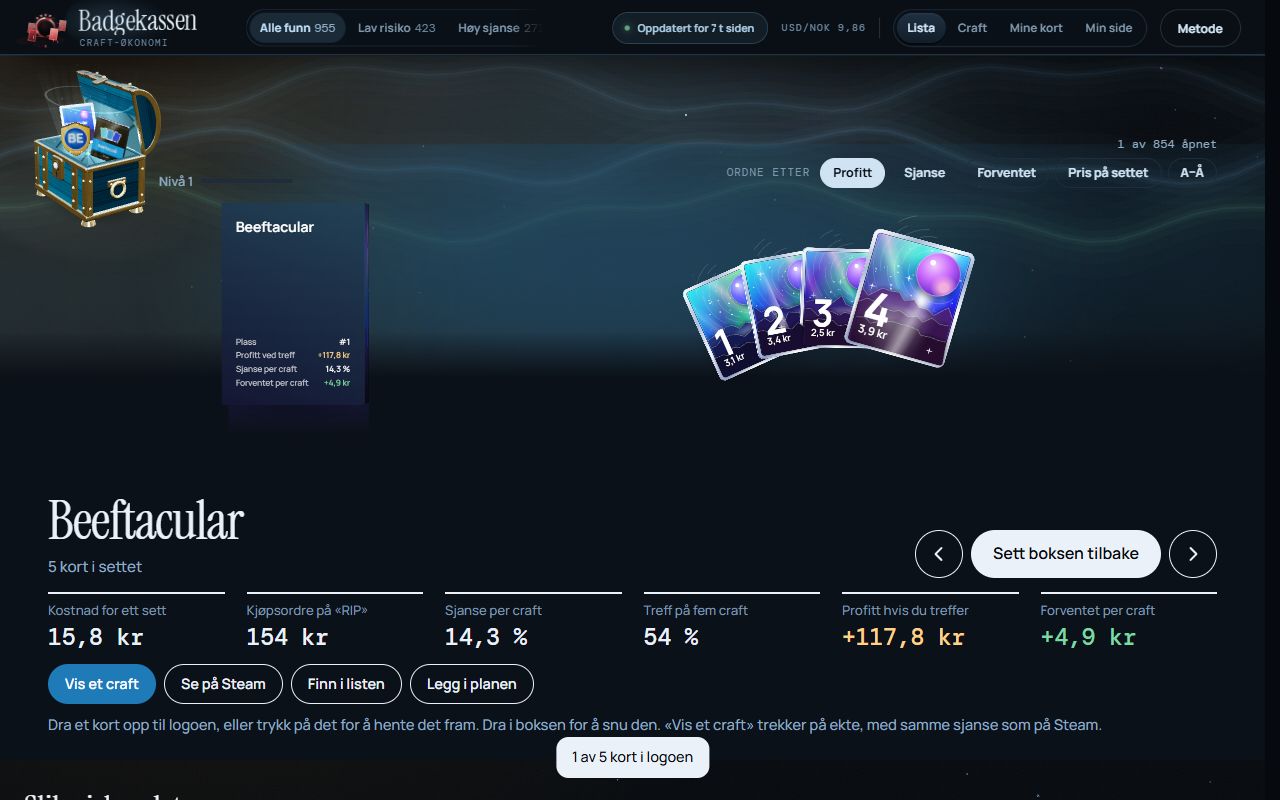 Badgekassen
CRAFT-ØKONOMI
Alle funn 955
Lav risiko 423
Høy sjanse
Oppdatert for 7 t siden
USD/NOK 9,86
Lista
Craft
Mine kort
Min side
Metode
BE
Nivå 1
1 av 854 åpnet
ORDNE ETTER
Profitt
Sjanse
Forventet
Pris på settet
A–Å
Beeftacular
Plass #1
Profitt ved treff +117,8 kr
Sjanse per craft 14,3 %
Forventet per craft +4,9 kr
1
3,1 kr
2
3,4 kr
3
2,5 kr
4
3,9 kr
Beeftacular
5 kort i settet
Sett boksen tilbake
Kostnad for ett sett
15,8 kr
Kjøpsordre på «RIP»
154 kr
Sjanse per craft
14,3 %
Treff på fem craft
54 %
Profitt hvis du treffer
+117,8 kr
Forventet per craft
+4,9 kr
Vis et craft
Se på Steam
Finn i listen
Legg i planen
Dra et kort opp til logoen, eller trykk på det for å hente det fram. Dra i boksen for å snu den. «Vis et craft» trekker på ekte, med samme sjanse som på Steam.
1 av 5 kort i logoen